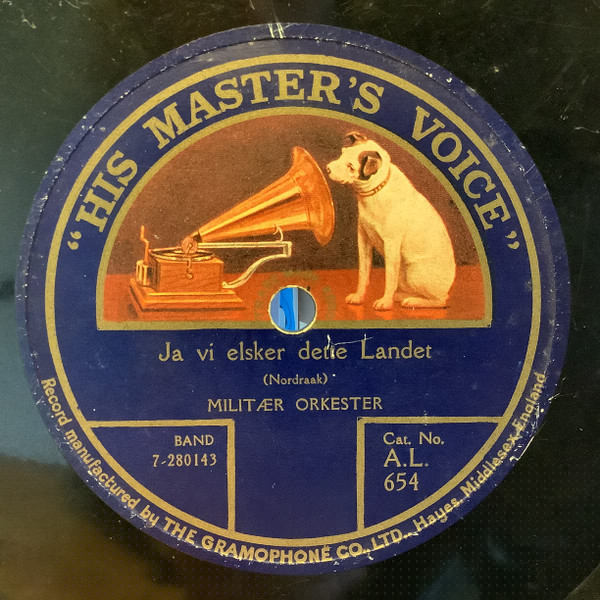 “HIS MASTER'S VOICE”
Ja vi elsker dette Landet
(Nordraak)
MILITÆR ORKESTER
BAND
7-280143
Cat. No.
A.L.
654
Record manufactured by THE GRAMOPHONE CO., LTD., Hayes, Middlesex, England